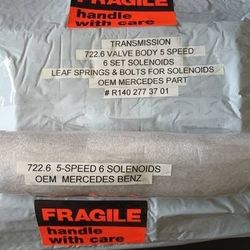 FRAGILE
handle
with care
TRANSMISSION
722.6 VALVE BODY 5 SPEED
6 SET SOLENOIDS
LEAF SPRINGS & BOLTS FOR SOLENOIDS
OEM MERCEDES PART
# R140 277 37 01
722.6 5-SPEED 6 SOLENOIDS
OEM MERCEDES BENZ
FRAGILE
handle
with care